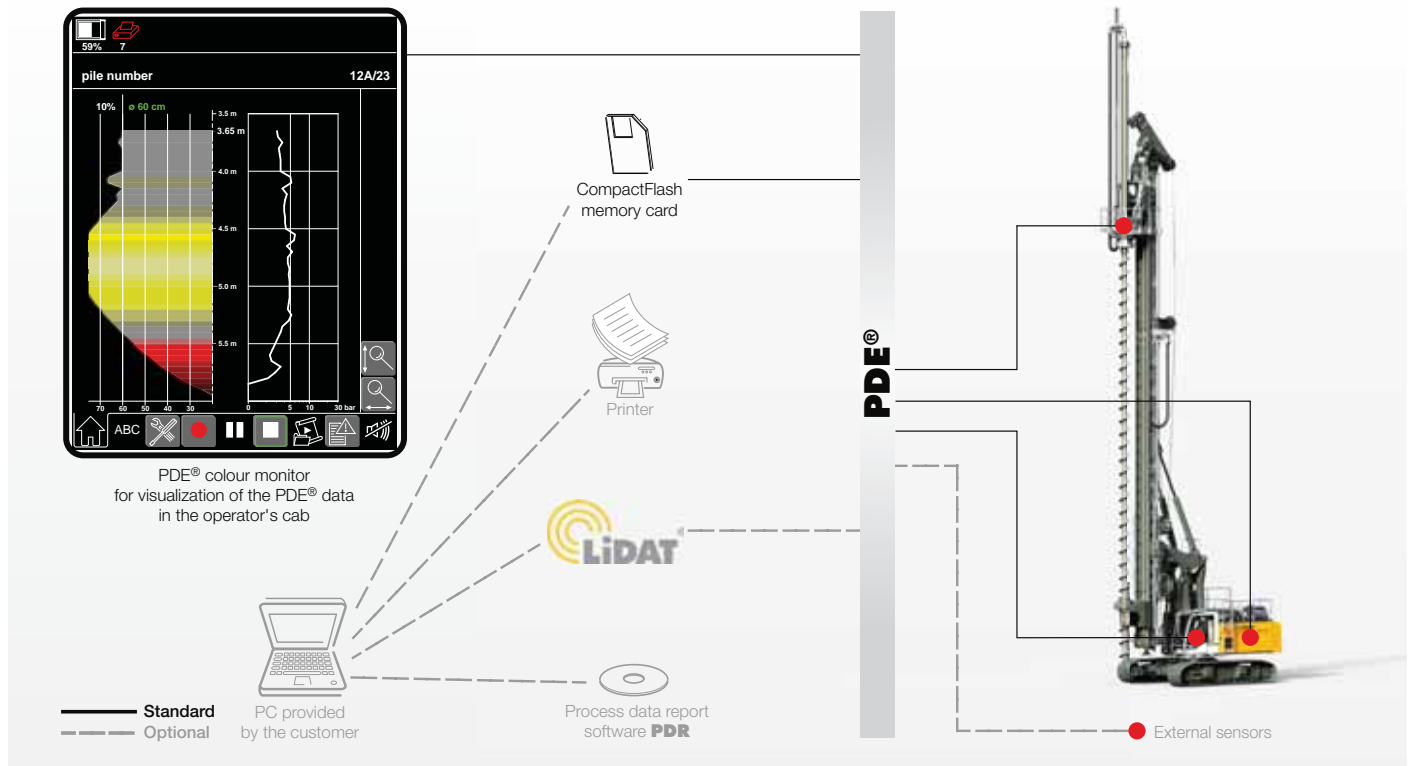 59% 7
pile number 12A/23
10% ø 60 cm
3.5 m
3.65 m
4.0 m
4.5 m
5.0 m
5.5 m
70 60 50 40 30
0 5 10 30 bar
ABC
PDE® colour monitor
for visualization of the PDE® data
in the operator's cab
CompactFlash
memory card
Printer
LiDAT®
PC provided
by the customer
Process data report
software PDR
Standard
Optional
PDE®
External sensors